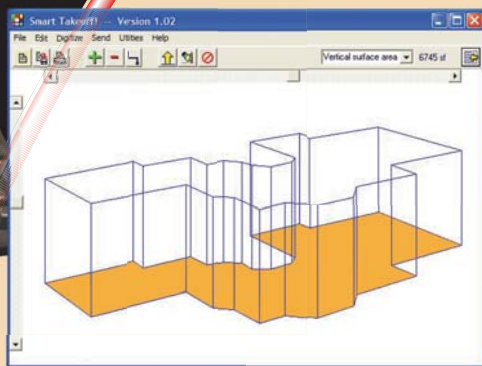 Smart Takeoff! -- Version 1.02
File Edit Digitize Send Utilities Help
Vertical surface area 6745 sf